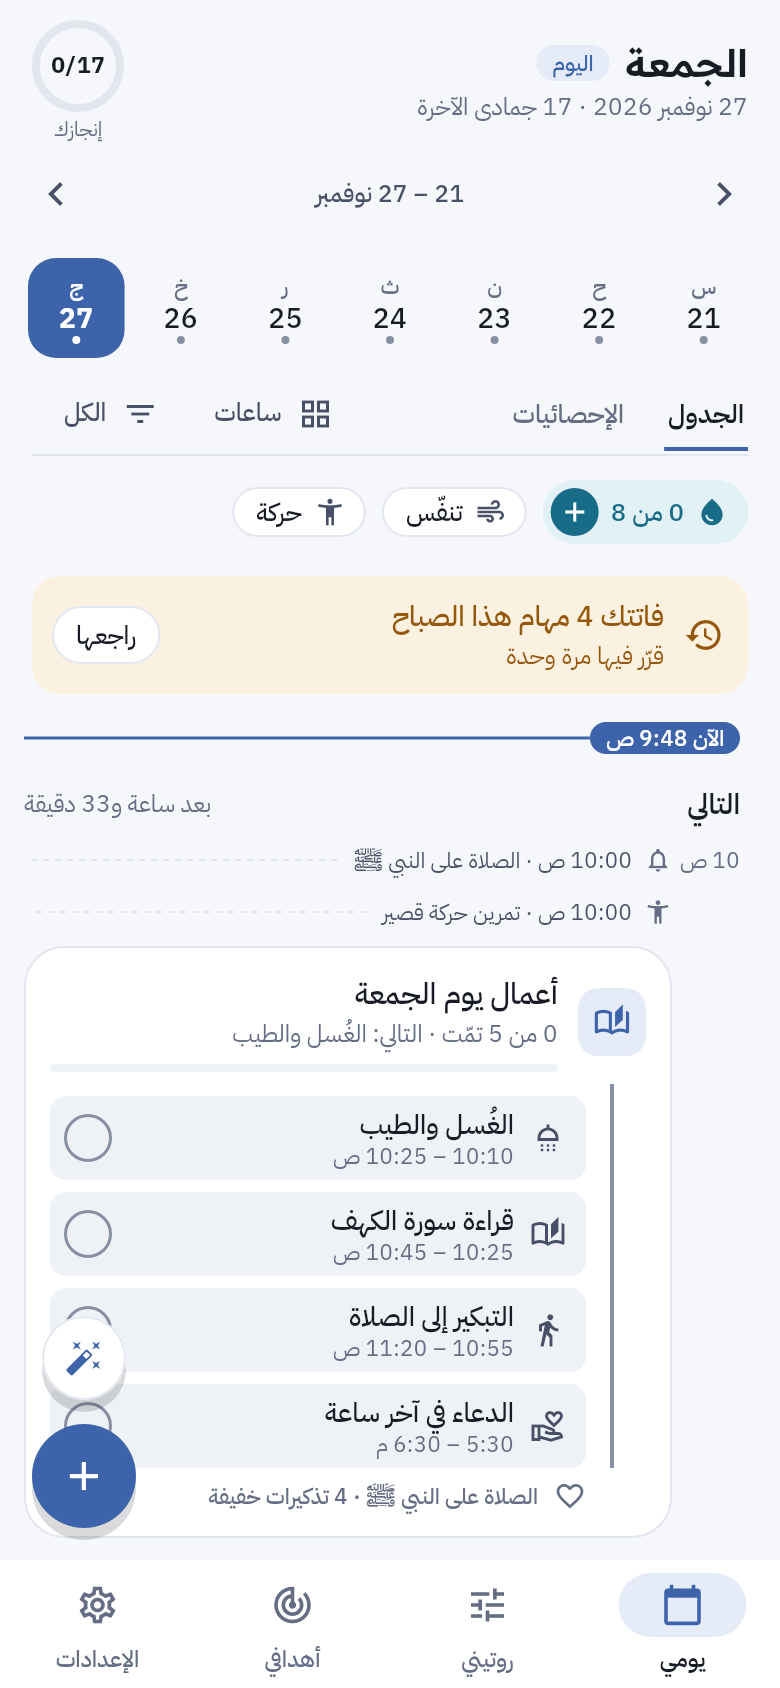 الجمعة اليوم
27 نوفمبر 2026 · 17 جمادى الآخرة
0/17
إنجازك
21 – 27 نوفمبر
س ح ن ث ر خ ج
21 22 23 24 25 26 27
الجدول الإحصائيات ساعات الكل
0 من 8 تنفّس حركة
فاتتك 4 مهام هذا الصباح
قرّر فيها مرة وحدة
راجعها
الآن 9:48 ص
التالي بعد ساعة و33 دقيقة
10 ص 10:00 ص · الصلاة على النبي ﷺ
10:00 ص · تمرين حركة قصير
أعمال يوم الجمعة
0 من 5 تمّت · التالي: الغُسل والطيب
الغُسل والطيب
10:10 – 10:25 ص
قراءة سورة الكهف
10:25 – 10:45 ص
التبكير إلى الصلاة
10:55 – 11:20 ص
الدعاء في آخر ساعة
5:30 – 6:30 م
الصلاة على النبي ﷺ · 4 تذكيرات خفيفة
يومي روتيني أهدافي الإعدادات